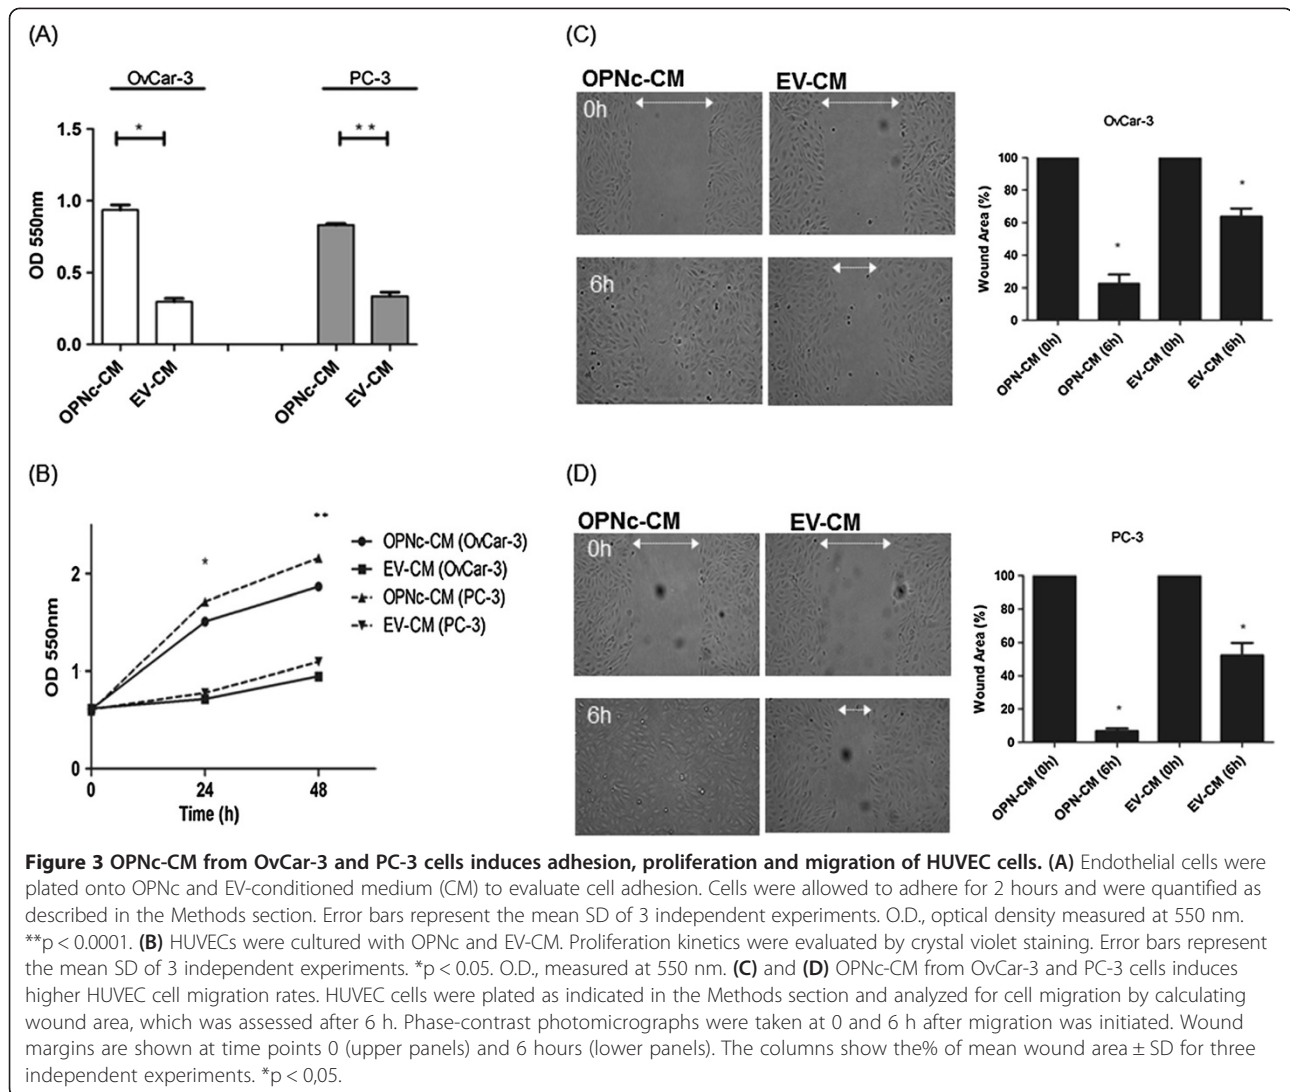 (A)
OvCar-3
PC-3
*
**
1.5
1.0
0.5
0.0
OD 550nm
OPNc-CM
EV-CM
OPNc-CM
EV-CM
(B)
**
*
OPNc-CM (OvCar-3)
EV-CM (OvCar-3)
OPNc-CM (PC-3)
EV-CM (PC-3)
2
1
0
OD 550nm
0
24
48
Time (h)
(C)
OPNc-CM
EV-CM
0h
6h
OvCar-3
100
80
60
40
20
0
Wound Area (%)
*
*
OPN-CM (0h)
OPN-CM (6h)
EV-CM (0h)
EV-CM (6h)
(D)
OPNc-CM
EV-CM
0h
6h
PC-3
100
80
60
40
20
0
Wound Area (%)
*
*
OPN-CM (0h)
OPN-CM (6h)
EV-CM (0h)
EV-CM (6h)
Figure 3 OPNc-CM from OvCar-3 and PC-3 cells induces adhesion, proliferation and migration of HUVEC cells. (A) Endothelial cells were
plated onto OPNc and EV-conditioned medium (CM) to evaluate cell adhesion. Cells were allowed to adhere for 2 hours and were quantified as
described in the Methods section. Error bars represent the mean SD of 3 independent experiments. O.D., optical density measured at 550 nm.
**p < 0.0001. (B) HUVECs were cultured with OPNc and EV-CM. Proliferation kinetics were evaluated by crystal violet staining. Error bars represent
the mean SD of 3 independent experiments. *p < 0.05. O.D., measured at 550 nm. (C) and (D) OPNc-CM from OvCar-3 and PC-3 cells induces
higher HUVEC cell migration rates. HUVEC cells were plated as indicated in the Methods section and analyzed for cell migration by calculating
wound area, which was assessed after 6 h. Phase-contrast photomicrographs were taken at 0 and 6 h after migration was initiated. Wound
margins are shown at time points 0 (upper panels) and 6 hours (lower panels). The columns show the% of mean wound area ± SD for three
independent experiments. *p < 0,05.